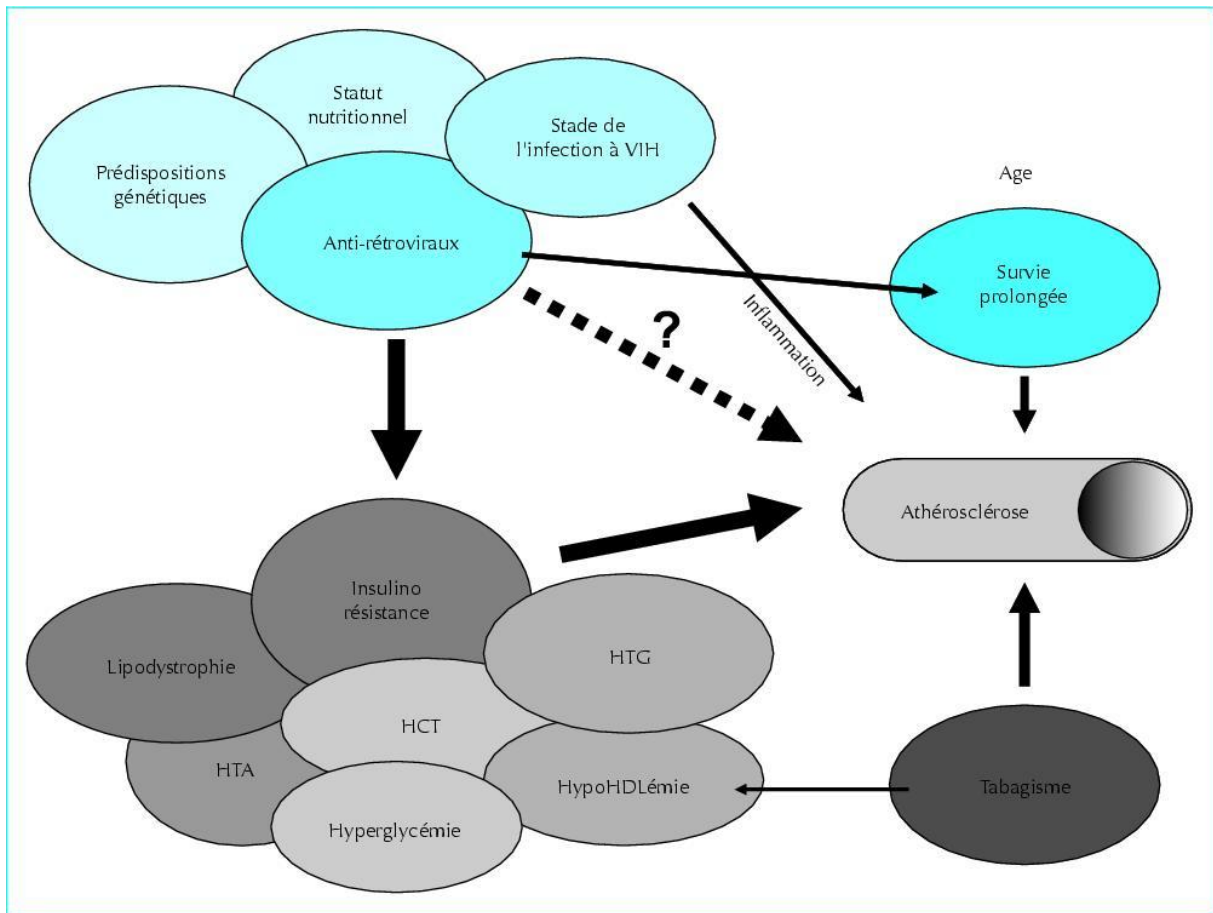 Statut
nutritionnel
Stade de
l'infection à VIH
Prédispositions
génétiques
Anti-rétroviraux
Age
Survie
prolongée
?
Inflammation
Athérosclérose
Insulino
résistance
Lipodystrophie
HTG
HCT
HTA
HypoHDLémie
Hyperglycémie
Tabagisme